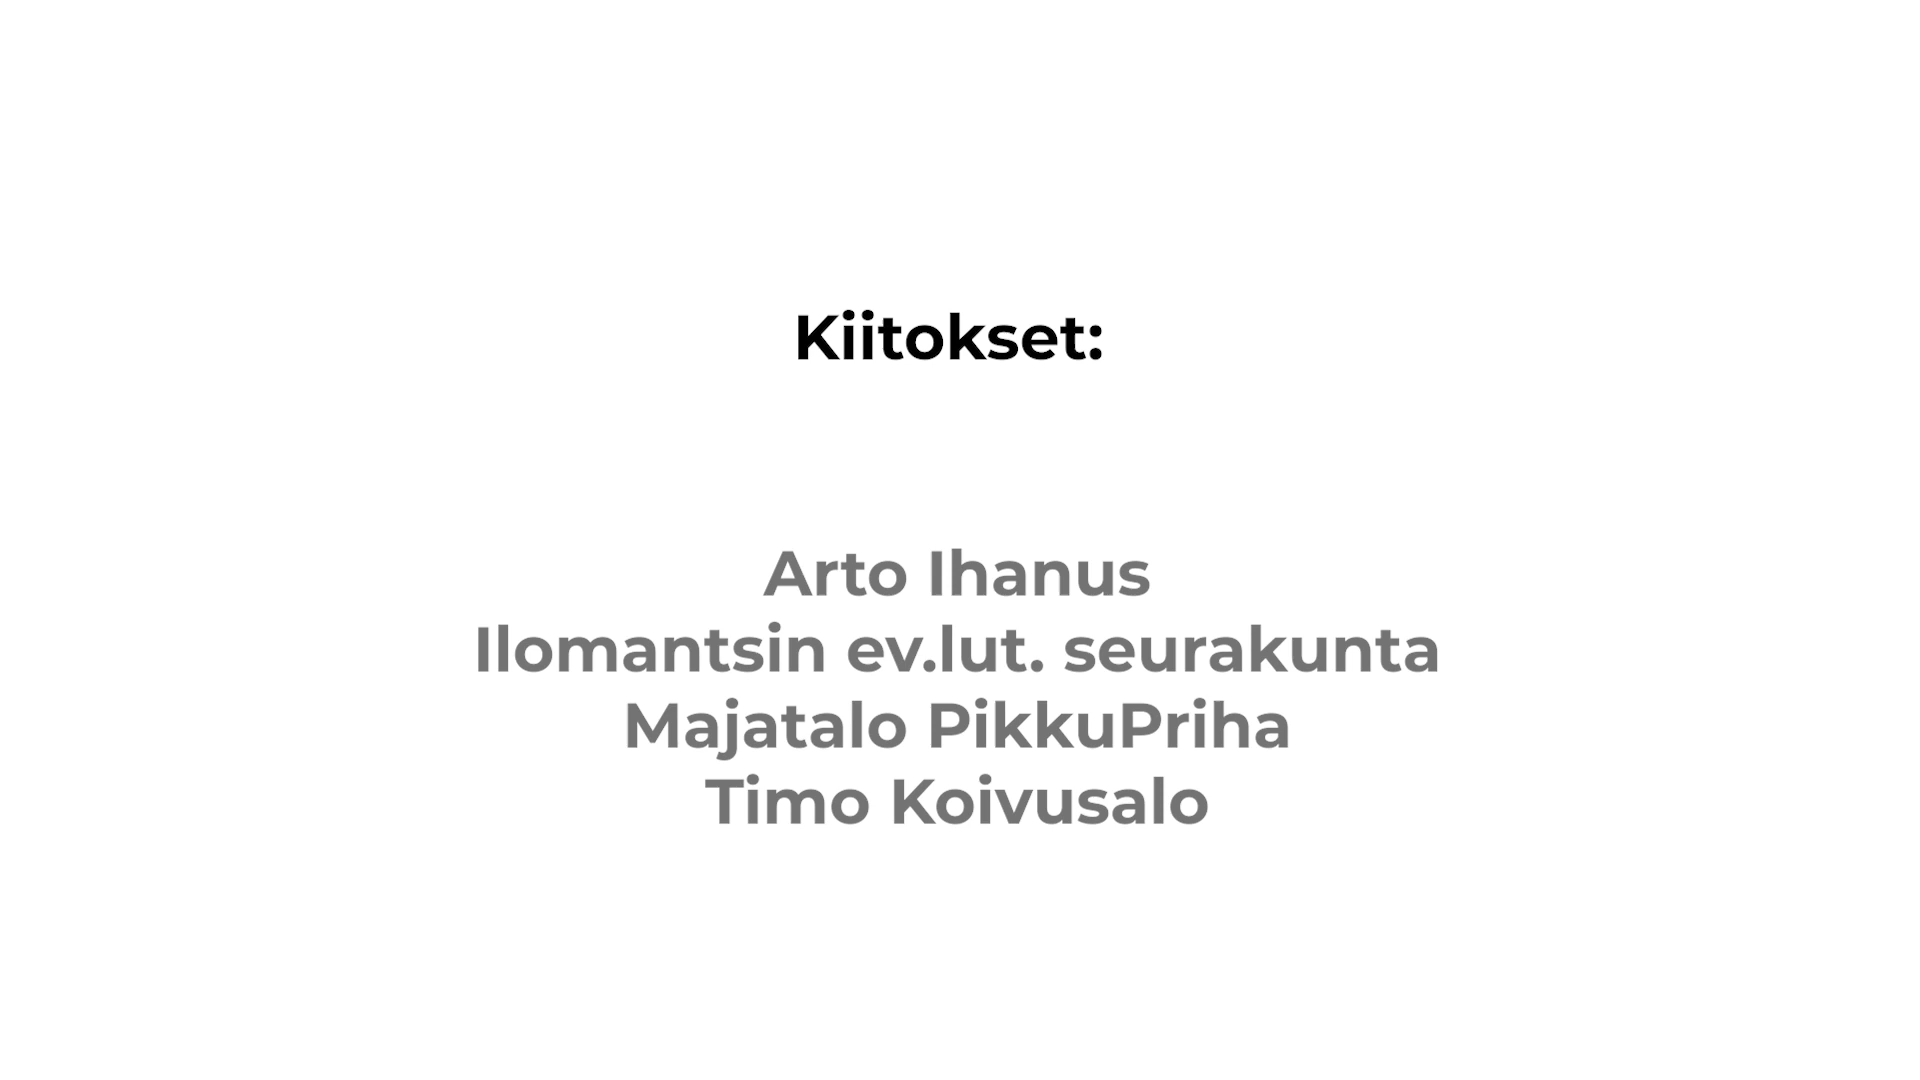 Kiitokset:
Arto Ihanus
Ilomantsin ev.lut. seurakunta
Majatalo PikkuPriha
Timo Koivusalo